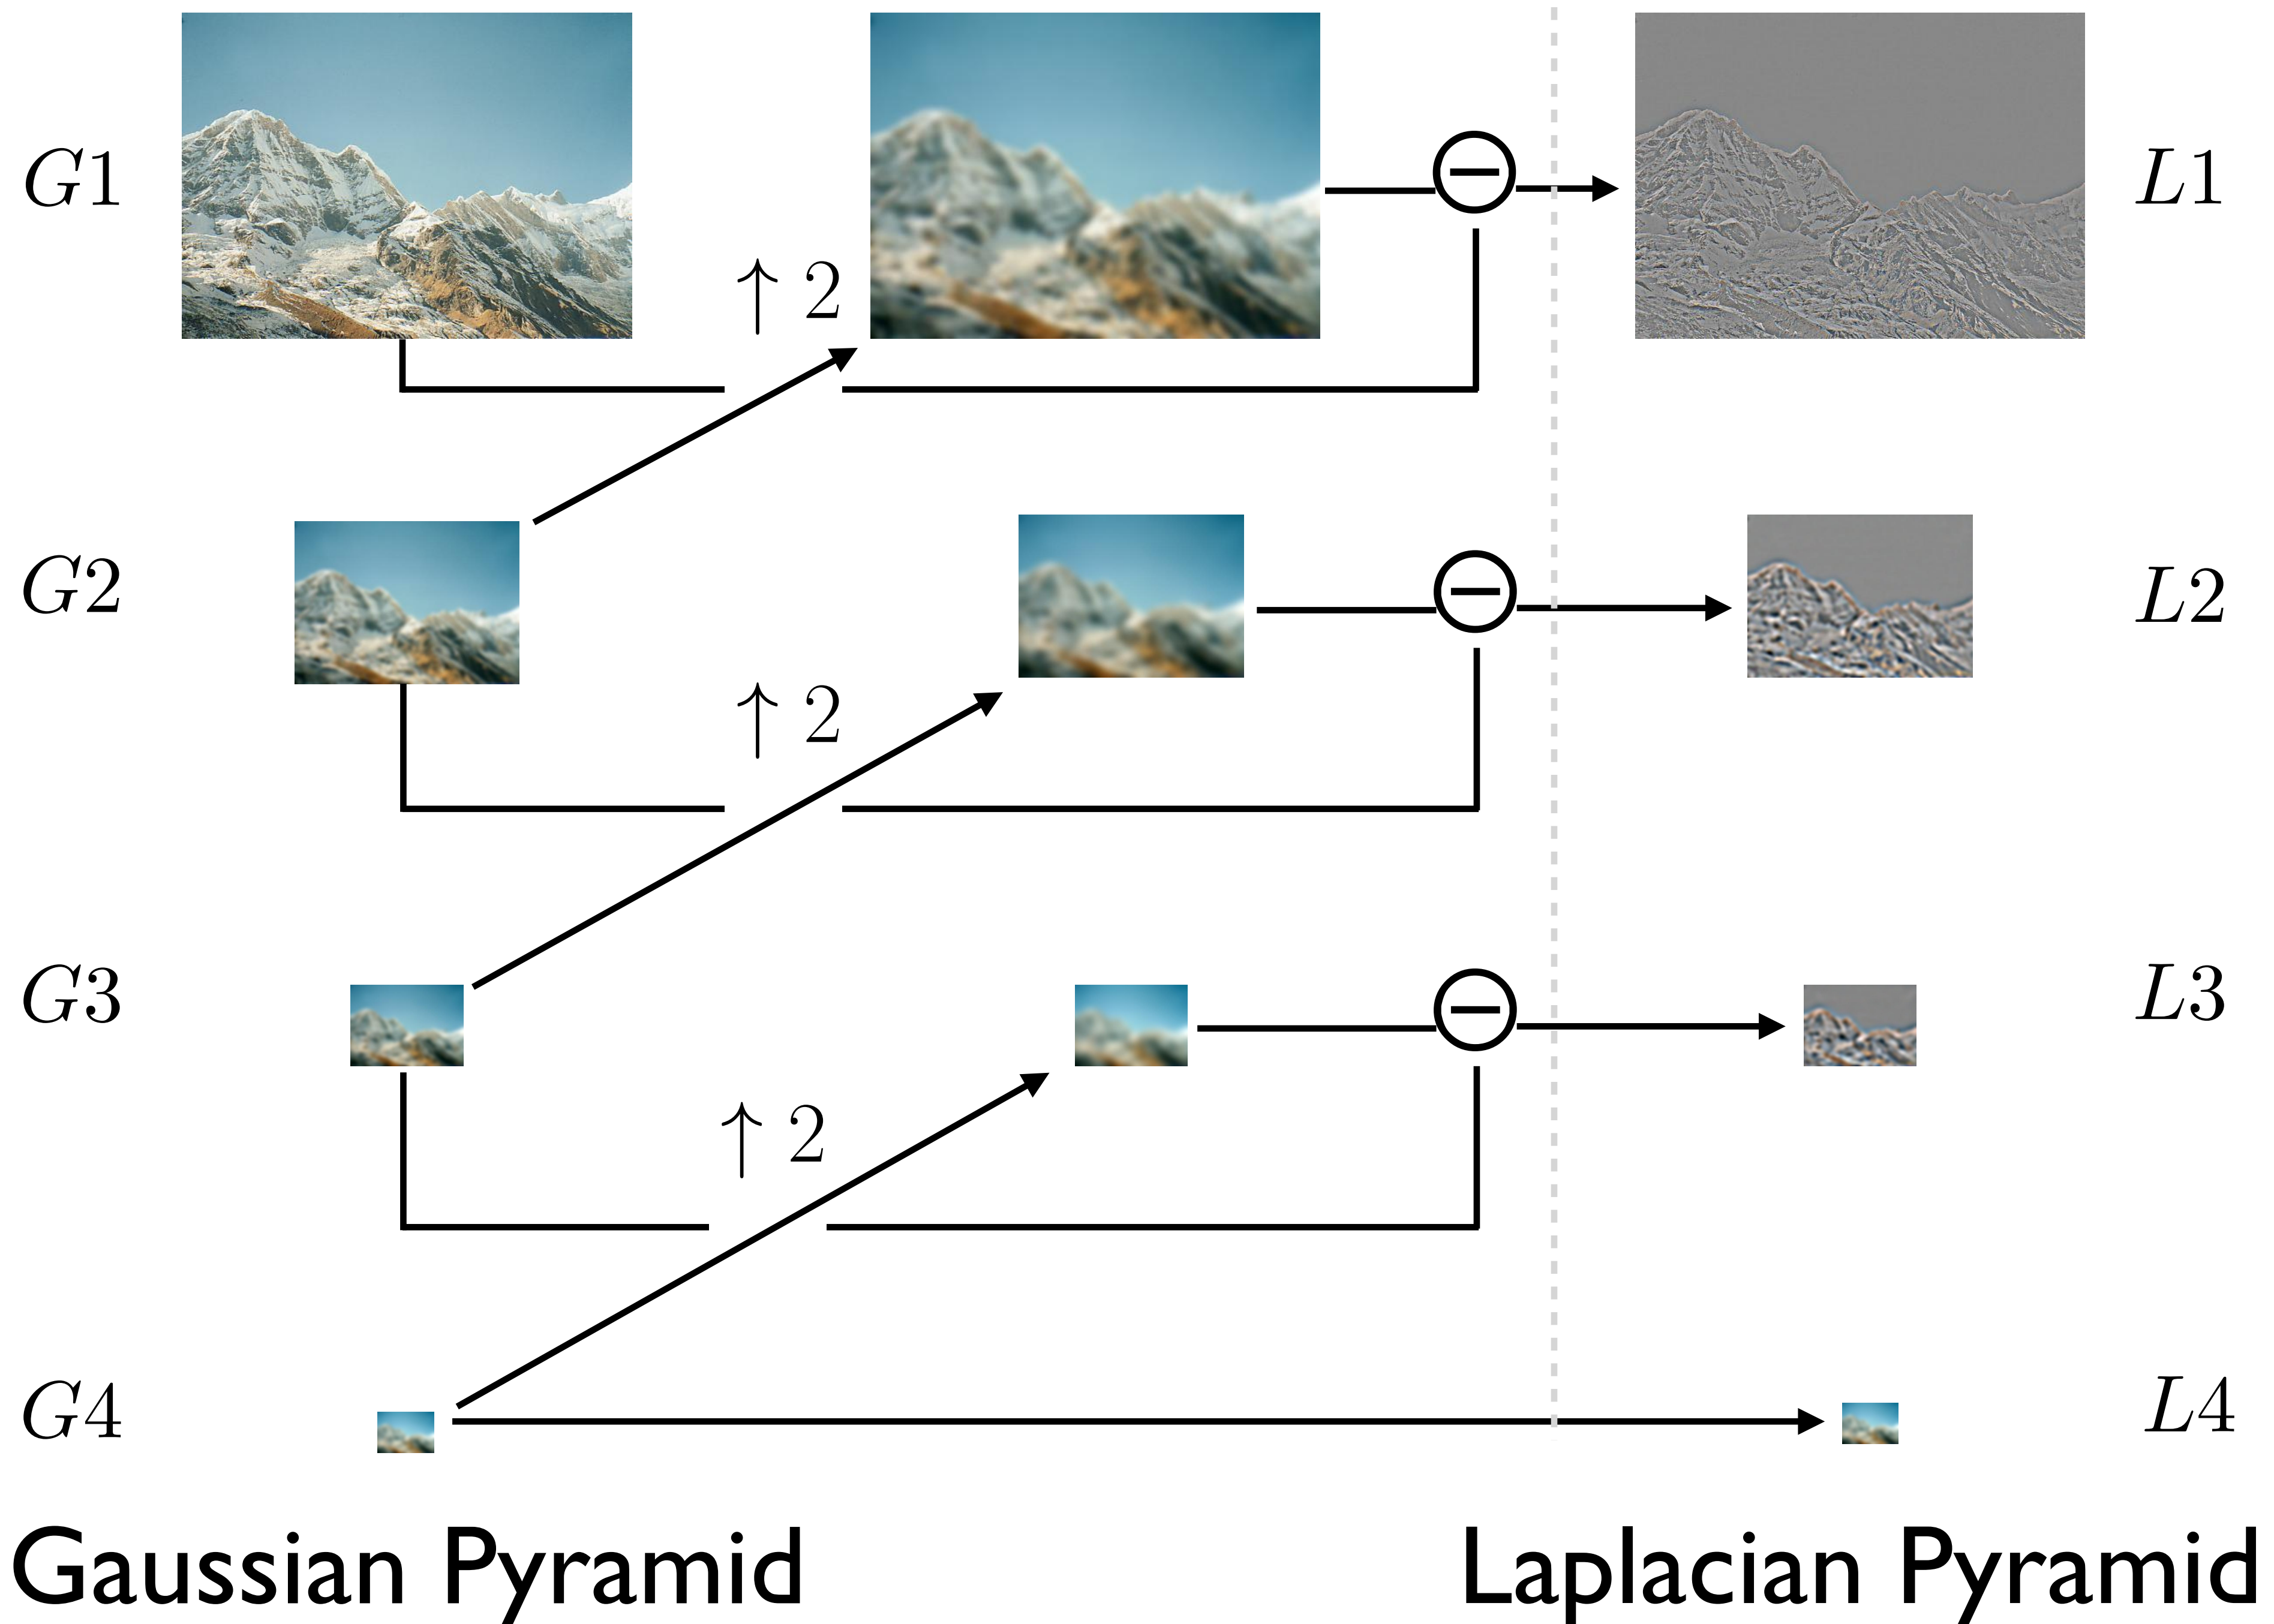 G1
↑ 2
L1
G2
↑ 2
L2
G3
↑ 2
L3
G4
L4
Gaussian Pyramid
Laplacian Pyramid